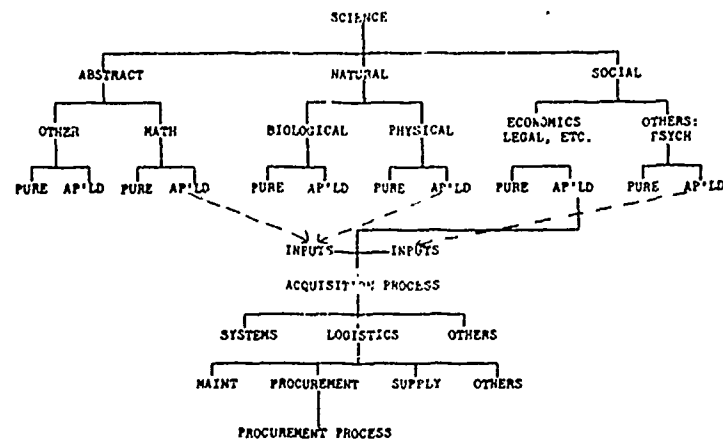 SCIENCE
ABSTRACT NATURAL SOCIAL
OTHER MATH BIOLOGICAL PHYSICAL ECONOMICS LEGAL, ETC. OTHERS: PSYCH
PURE AP'LD PURE AP'LD PURE AP'LD PURE AP'LD PURE AP'LD PURE AP'LD
INPUTS INPUTS
ACQUISITION PROCESS
SYSTEMS LOGISTICS OTHERS
MAINT PROCUREMENT SUPPLY OTHERS
PROCUREMENT PROCESS